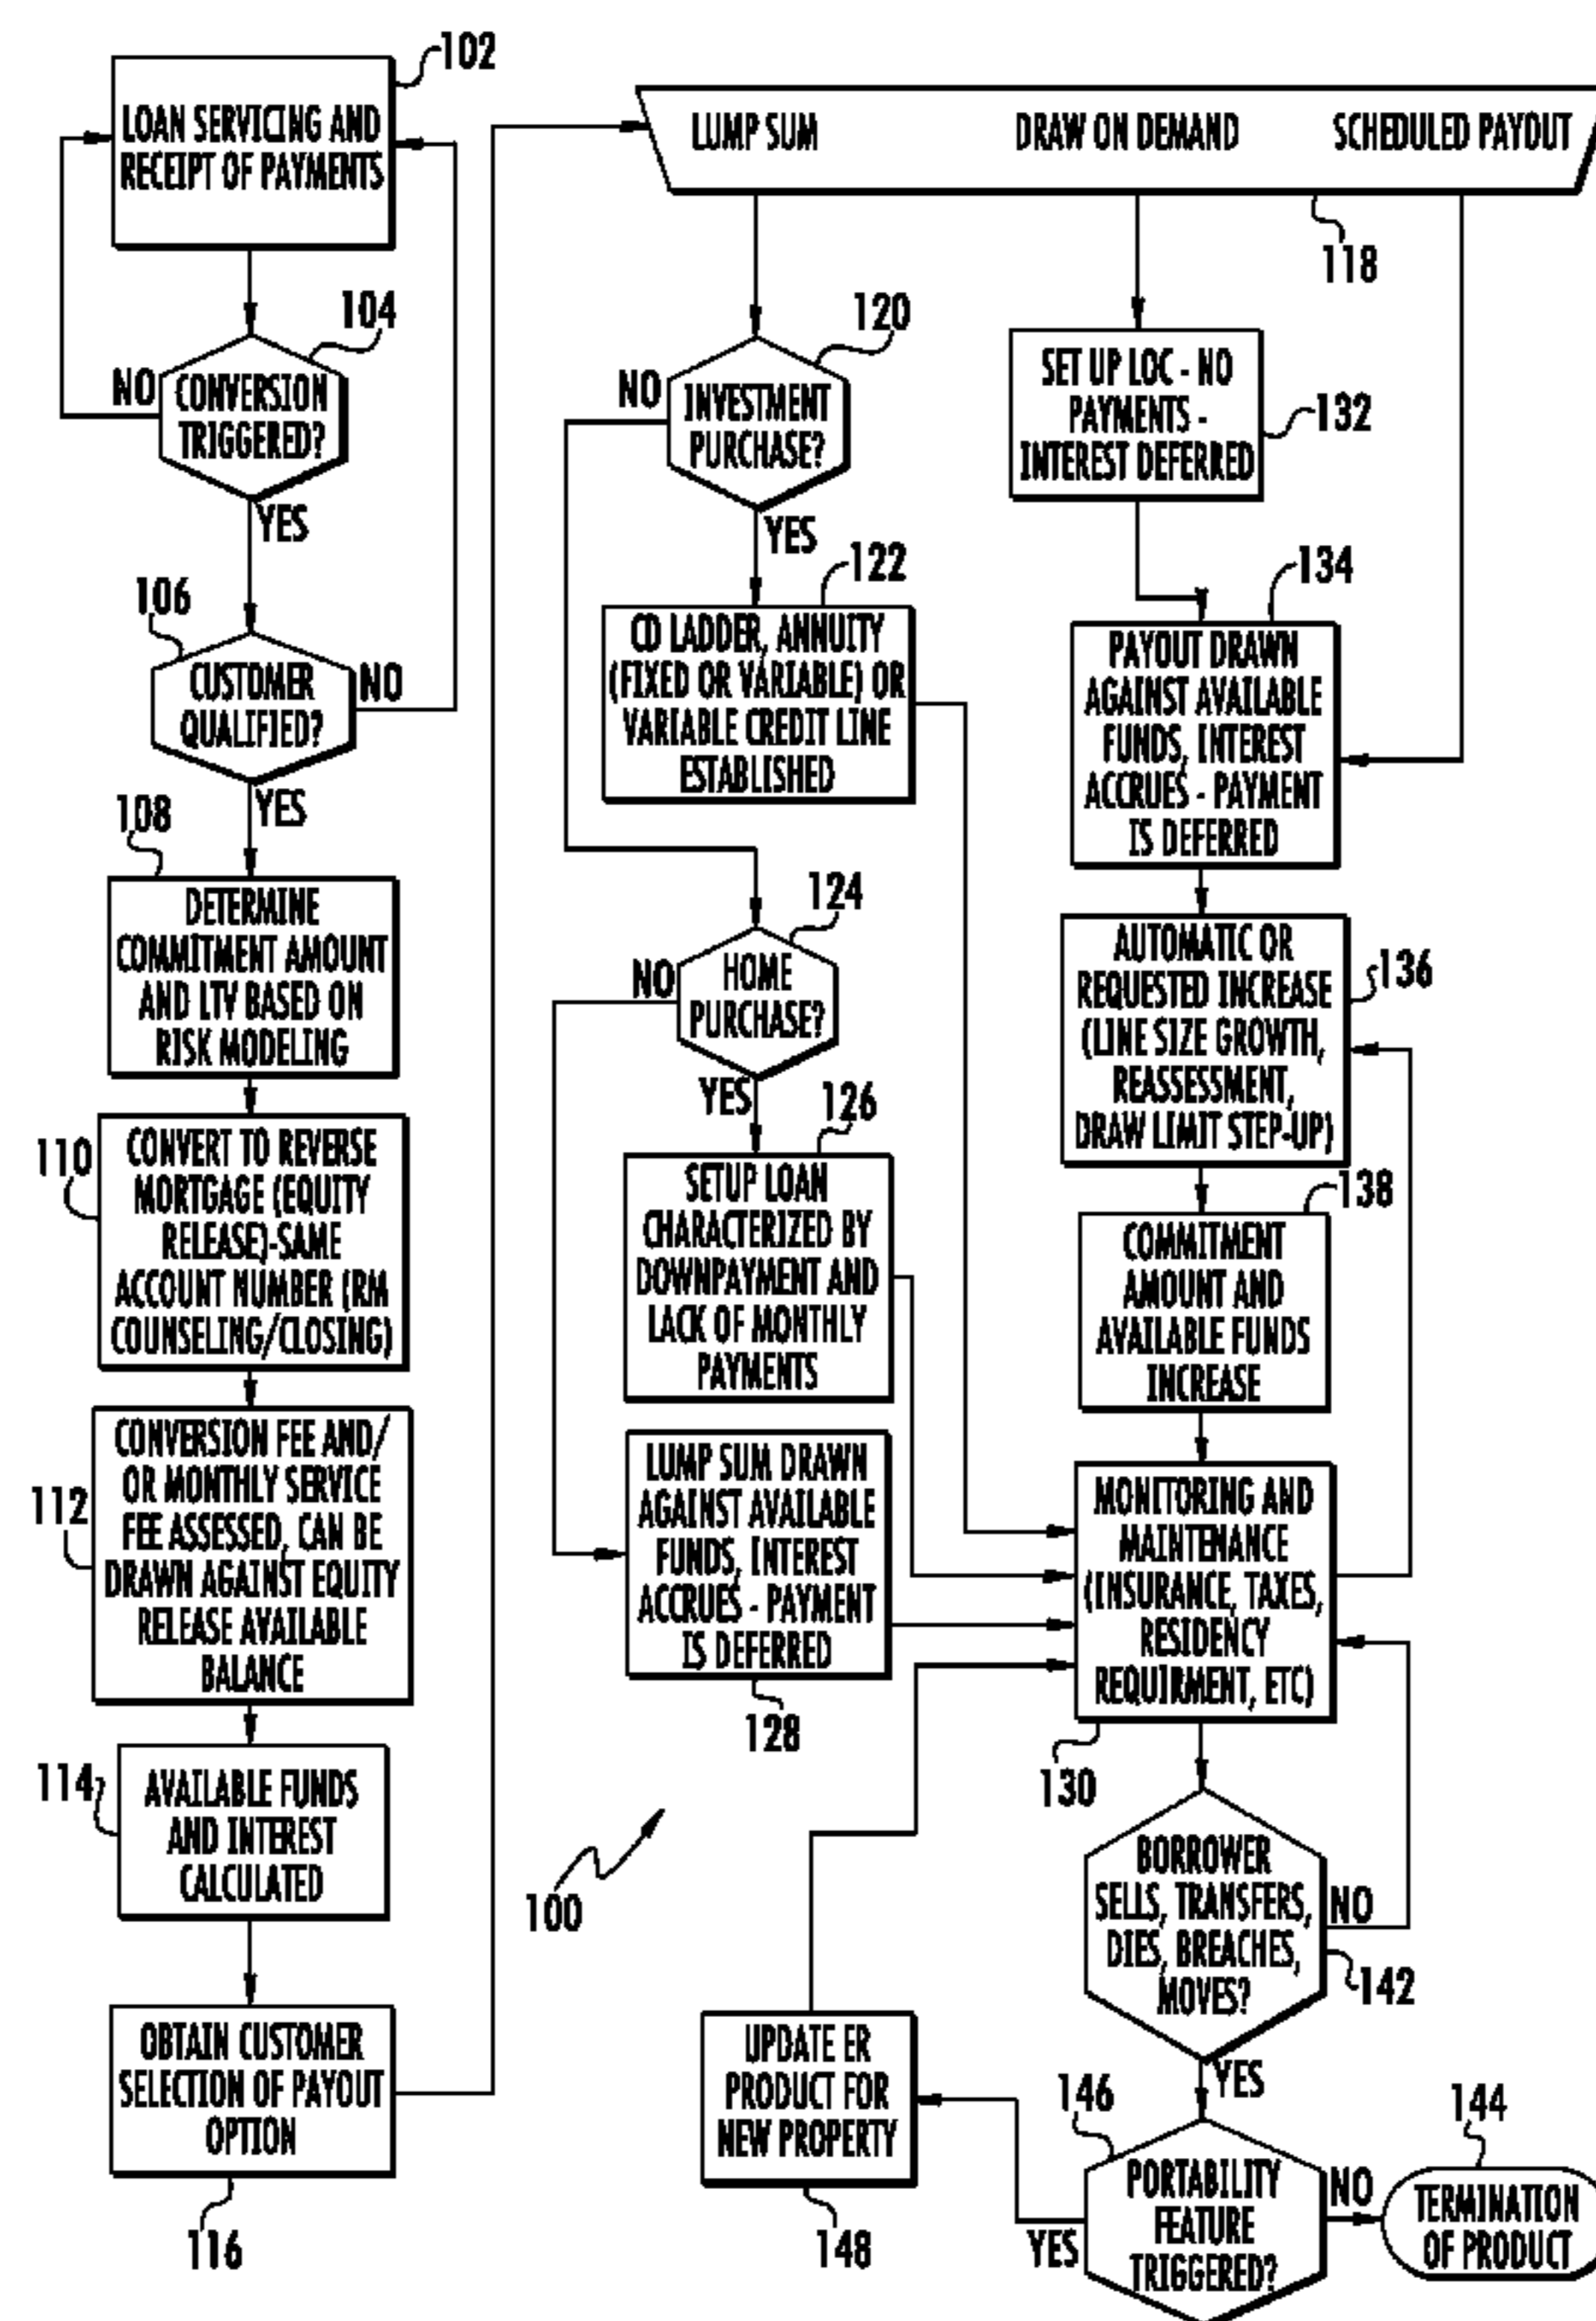 102
LOAN SERVICING AND
RECEIPT OF PAYMENTS
104
NO
CONVERSION
TRIGGERED?
YES
106
CUSTOMER
QUALIFIED?
NO
YES
108
DETERMINE
COMMITMENT AMOUNT
AND LTV BASED ON
RISK MODELING
110
CONVERT TO REVERSE
MORTGAGE (EQUITY
RELEASE)-SAME
ACCOUNT NUMBER (RM
COUNSELING/CLOSING)
112
CONVERSION FEE AND/
OR MONTHLY SERVICE
FEE ASSESSED, CAN BE
DRAWN AGAINST EQUITY
RELEASE AVAILABLE
BALANCE
114
AVAILABLE FUNDS
AND INTEREST
CALCULATED
OBTAIN CUSTOMER
SELECTION OF PAYOUT
OPTION
116
LUMP SUM
DRAW ON DEMAND
SCHEDULED PAYOUT
118
120
NO
INVESTMENT
PURCHASE?
YES
122
CD LADDER, ANNUITY
(FIXED OR VARIABLE) OR
VARIABLE CREDIT LINE
ESTABLISHED
124
NO
HOME
PURCHASE?
YES
126
SETUP LOAN
CHARACTERIZED BY
DOWNPAYMENT AND
LACK OF MONTHLY
PAYMENTS
LUMP SUM DRAWN
AGAINST AVAILABLE
FUNDS, INTEREST
ACCRUES - PAYMENT
IS DEFERRED
128
100
SET UP LOC - NO
PAYMENTS -
INTEREST DEFERRED
132
134
PAYOUT DRAWN
AGAINST AVAILABLE
FUNDS, INTEREST
ACCRUES - PAYMENT
IS DEFERRED
136
AUTOMATIC OR
REQUESTED INCREASE
(LINE SIZE GROWTH,
REASSESSMENT,
DRAW LIMIT STEP-UP)
138
COMMITMENT
AMOUNT AND
AVAILABLE FUNDS
INCREASE
MONITORING AND
MAINTENANCE
(INSURANCE, TAXES,
RESIDENCY
REQUIRMENT, ETC)
130
BORROWER
SELLS, TRANSFERS,
DIES, BREACHES,
MOVES?
NO
142
YES
146
PORTABILITY
FEATURE
TRIGGERED?
NO
YES
144
TERMINATION
OF PRODUCT
UPDATE ER
PRODUCT FOR
NEW PROPERTY
148